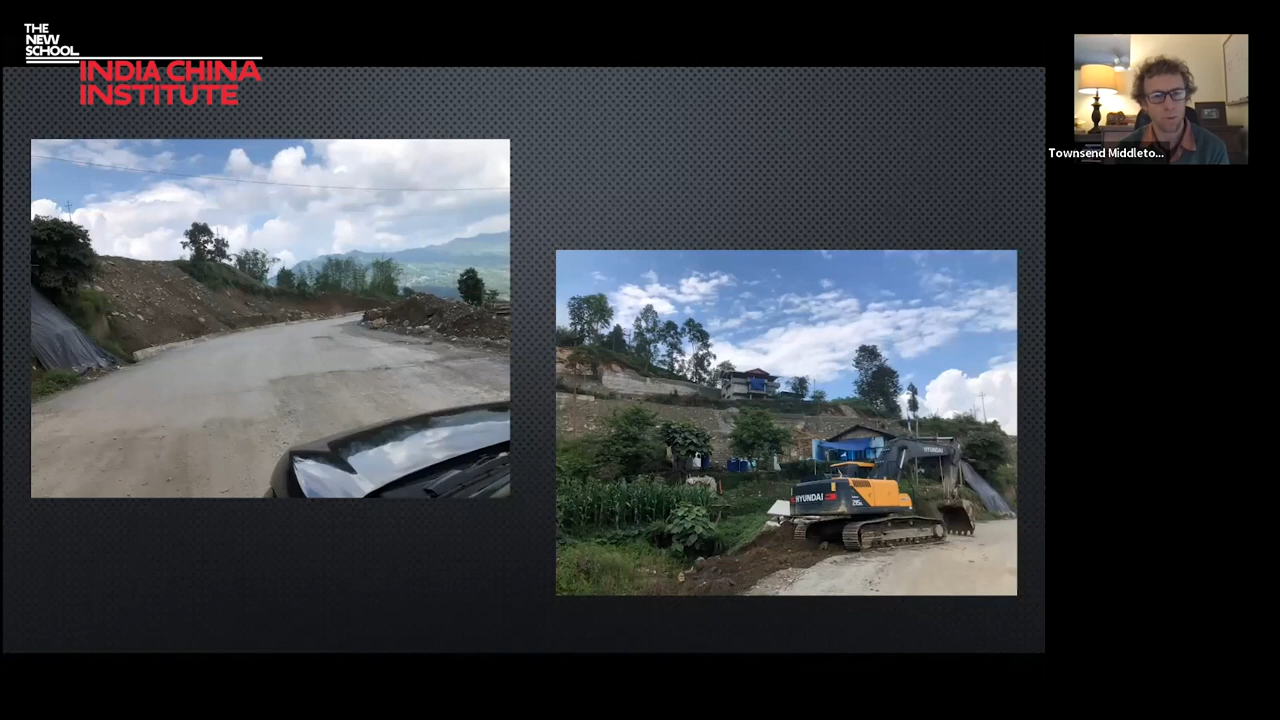 THE
NEW
SCHOOL
INDIA CHINA
INSTITUTE
Townsend Middleto...
HYUNDAI
HYUNDAI